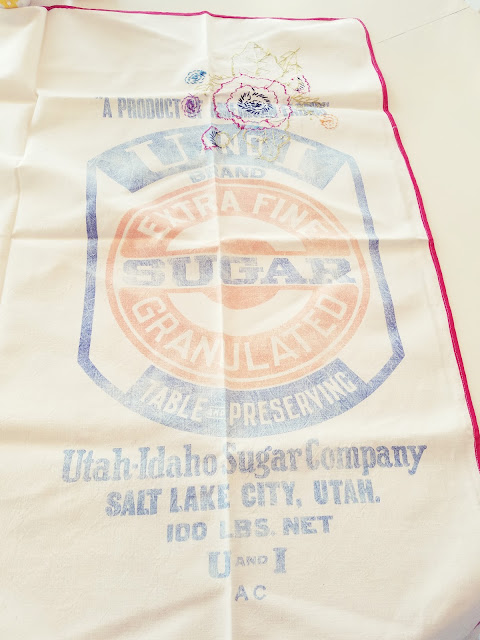 "A PRODUCT O
BRAND
EXTRA FINE
SUGAR
GRANULATED
TABLE AND PRESERVING
Utah-Idaho Sugar Company
SALT LAKE CITY, UTAH.
100 LBS. NET
U AND I
A C